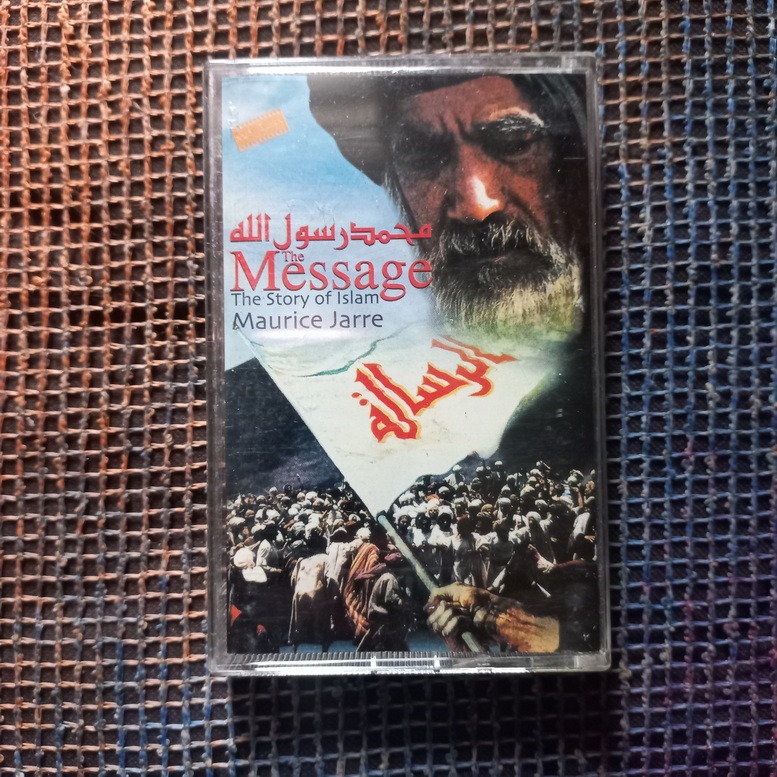 محمد رسول الله
The
Message
The Story of Islam
Maurice Jarre
الرسالة